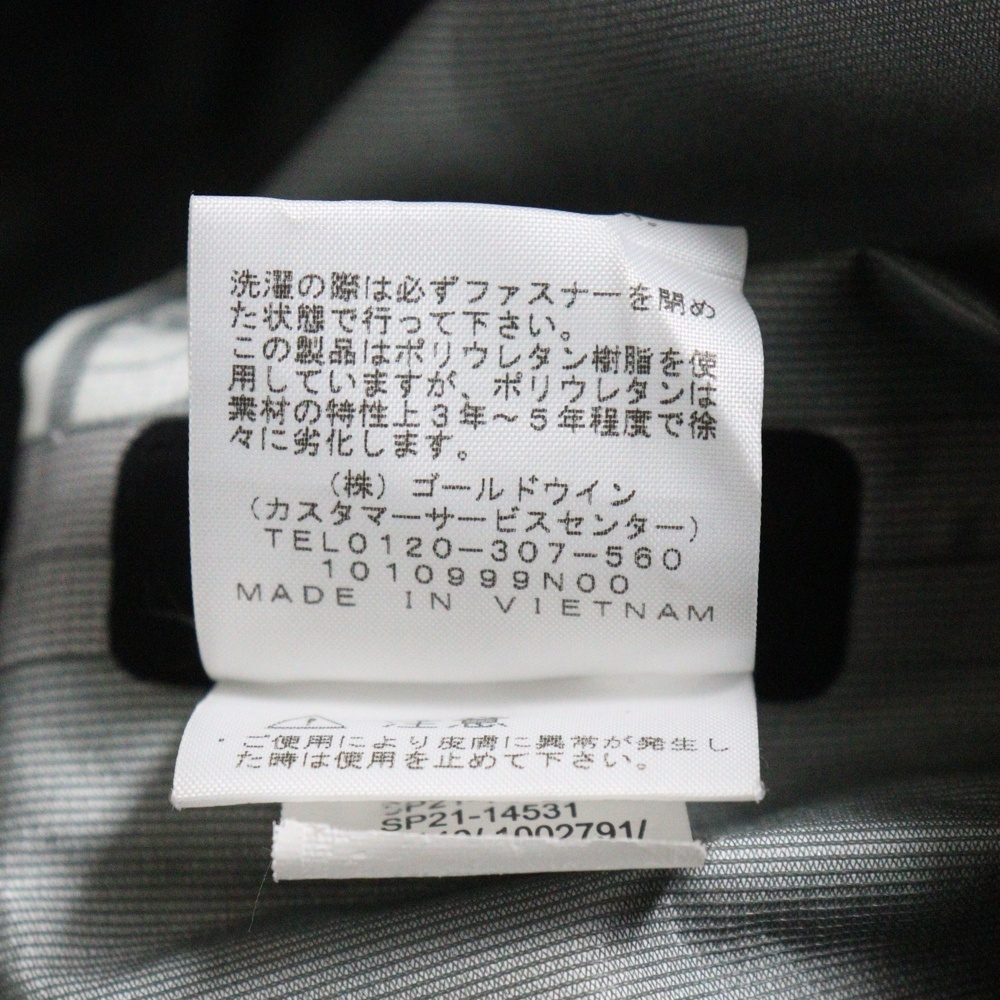 洗濯の際は必ずファスナーを閉め
た状態で行って下さい。
この製品はポリウレタン樹脂を使
用していますが、ポリウレタンは
素材の特性上3年～5年程度で徐
々に劣化します。
(株) ゴールドウイン
(カスタマーサービスセンター)
TEL0120-307-560
1010999N00
MADE IN VIETNAM
注意
・ご使用により皮膚に異常が発生し
た時は使用を止めて下さい。
SP21-14531
1002791/